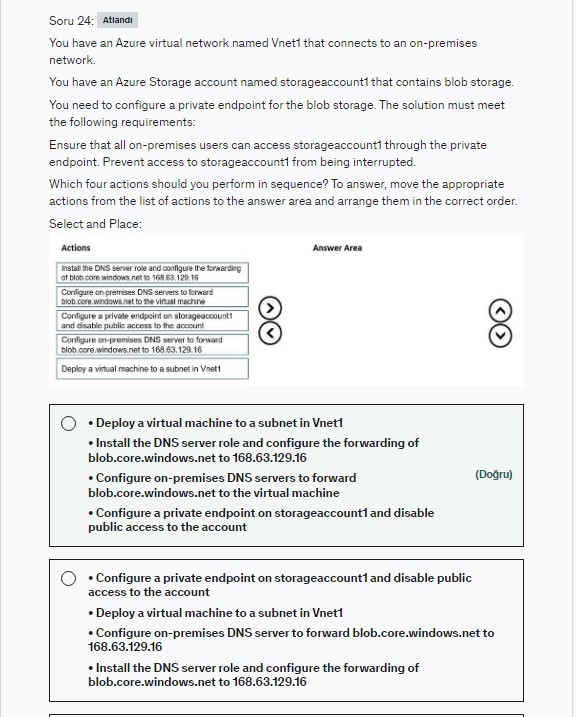 Soru 24: Atlandı
You have an Azure virtual network named Vnet1 that connects to an on-premises
network.
You have an Azure Storage account named storageaccount1 that contains blob storage.
You need to configure a private endpoint for the blob storage. The solution must meet
the following requirements:
Ensure that all on-premises users can access storageaccount1 through the private
endpoint. Prevent access to storageaccount1 from being interrupted.
Which four actions should you perform in sequence? To answer, move the appropriate
actions from the list of actions to the answer area and arrange them in the correct order.
Select and Place:
Actions
Answer Area
Install the DNS server role and configure the forwarding
of blob.core.windows.net to 168.63.129.16
Configure on-premises DNS servers to forward
blob.core.windows.net to the virtual machine
Configure a private endpoint on storageaccount1
and disable public access to the account
Configure on-premises DNS server to forward
blob.core.windows.net to 168.63.129.16
Deploy a virtual machine to a subnet in Vnet1
• Deploy a virtual machine to a subnet in Vnet1
• Install the DNS server role and configure the forwarding of
blob.core.windows.net to 168.63.129.16
• Configure on-premises DNS servers to forward
blob.core.windows.net to the virtual machine
(Doğru)
• Configure a private endpoint on storageaccount1 and disable
public access to the account
• Configure a private endpoint on storageaccount1 and disable public
access to the account
• Deploy a virtual machine to a subnet in Vnet1
• Configure on-premises DNS server to forward blob.core.windows.net to
168.63.129.16
• Install the DNS server role and configure the forwarding of
blob.core.windows.net to 168.63.129.16